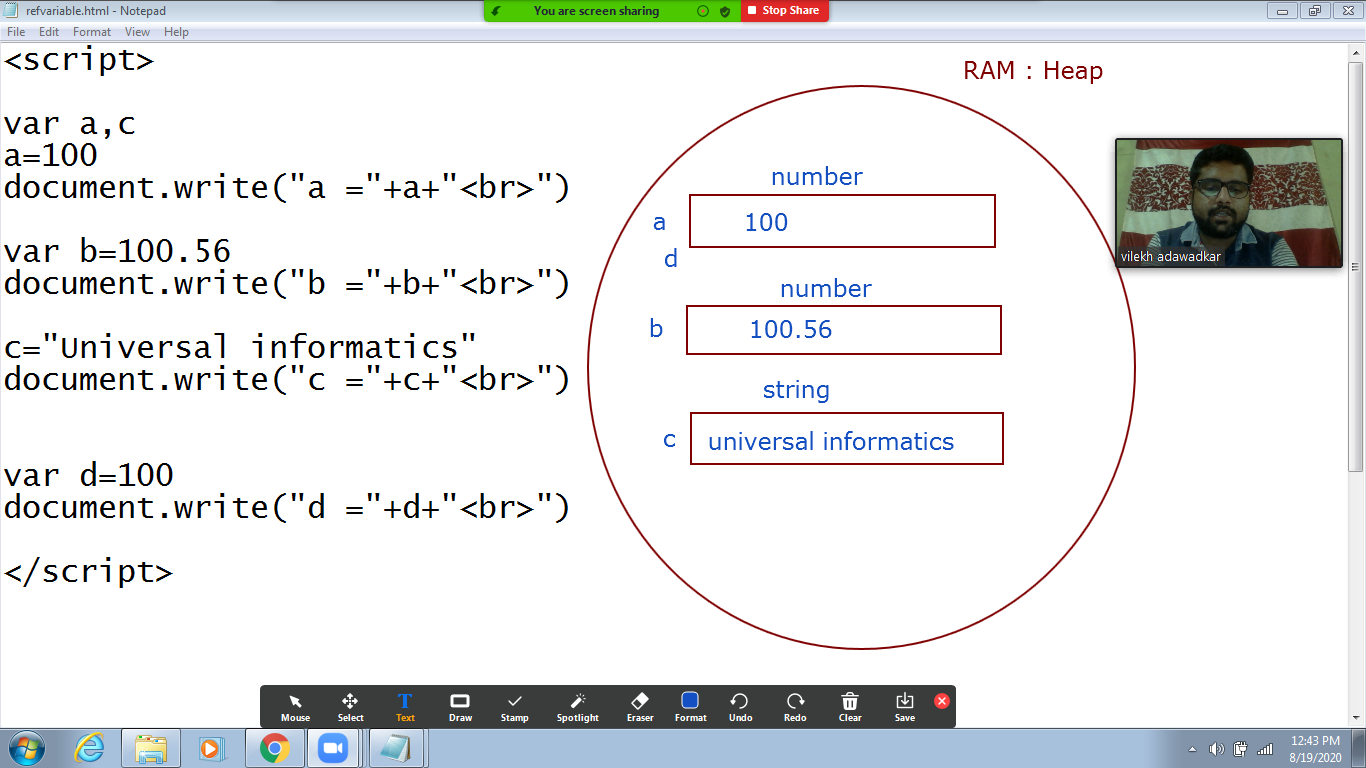 refvariable.html - Notepad
You are screen sharing
Stop Share
File Edit Format View Help
<script>
var a,c
a=100
document.write("a ="+a+"<br>")
var b=100.56
document.write("b ="+b+"<br>")
c="Universal informatics"
document.write("c ="+c+"<br>")
var d=100
document.write("d ="+d+"<br>")
</script>
RAM : Heap
number
a 100
d
number
b 100.56
string
c universal informatics
vilekh adawadkar
Mouse Select Text Draw Stamp Spotlight Eraser Format Undo Redo Clear Save
12:43 PM
8/19/2020